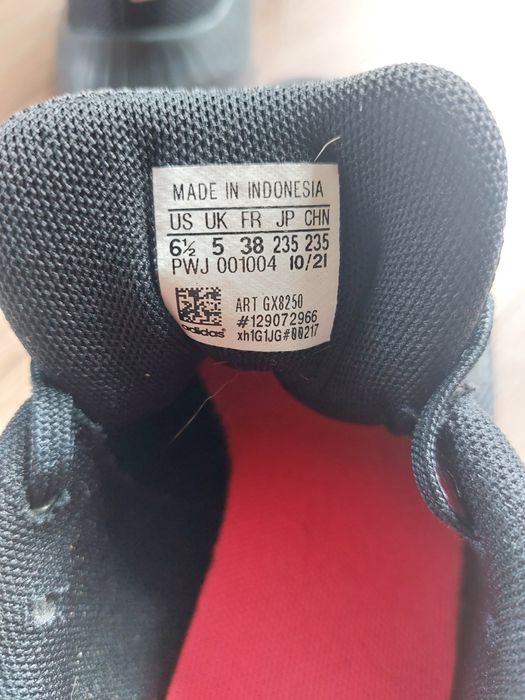 MADE IN INDONESIA
US UK FR JP CHN
6½ 5 38 235 235
PWJ 001004 10/21
ART GX8250
#129072966
adidas xh1G1JG#00217